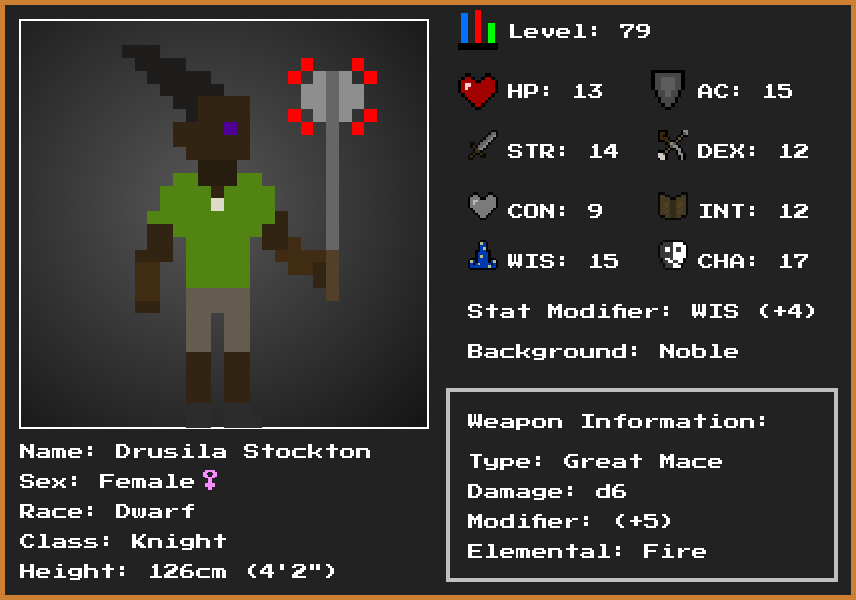 Level: 79
HP: 13
AC: 15
STR: 14
DEX: 12
CON: 9
INT: 12
WIS: 15
CHA: 17
Stat Modifier: WIS (+4)
Background: Noble
Weapon Information:
Type: Great Mace
Damage: d6
Modifier: (+5)
Elemental: Fire
Name: Drusila Stockton
Sex: Female♀
Race: Dwarf
Class: Knight
Height: 126cm (4'2")